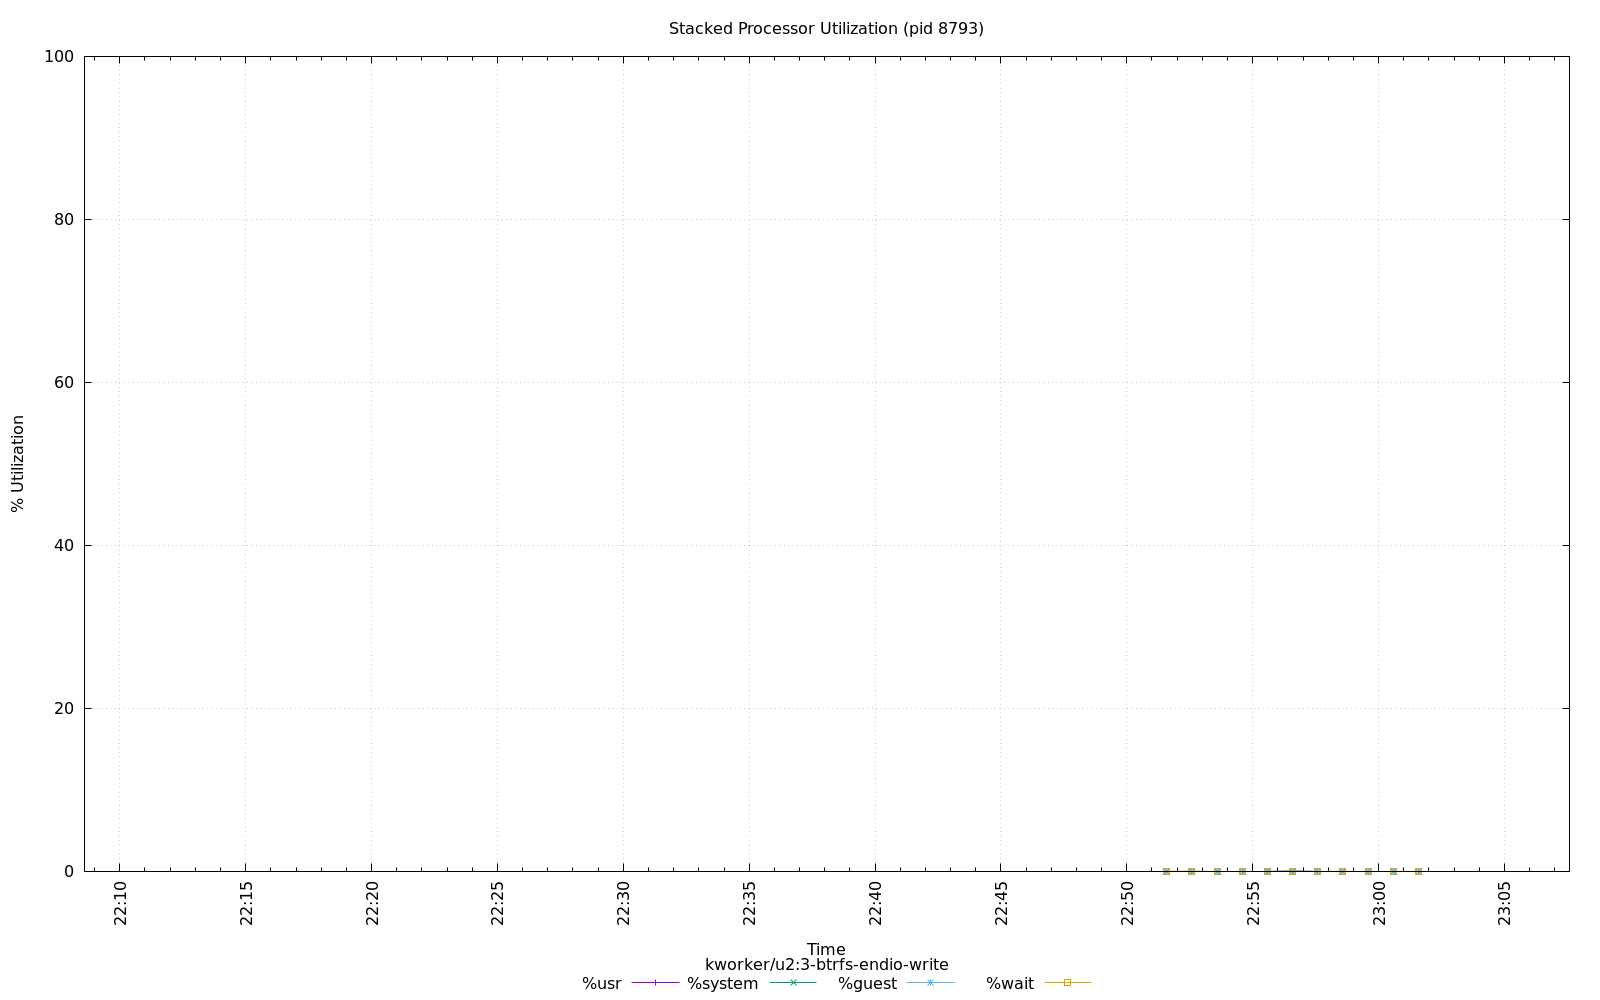 Stacked Processor Utilization (pid 8793)
100
80
60
40
20
0
% Utilization
22:10 22:15 22:20 22:25 22:30 22:35 22:40 22:45 22:50 22:55 23:00 23:05
Time
kworker/u2:3-btrfs-endio-write
%usr %system %guest %wait